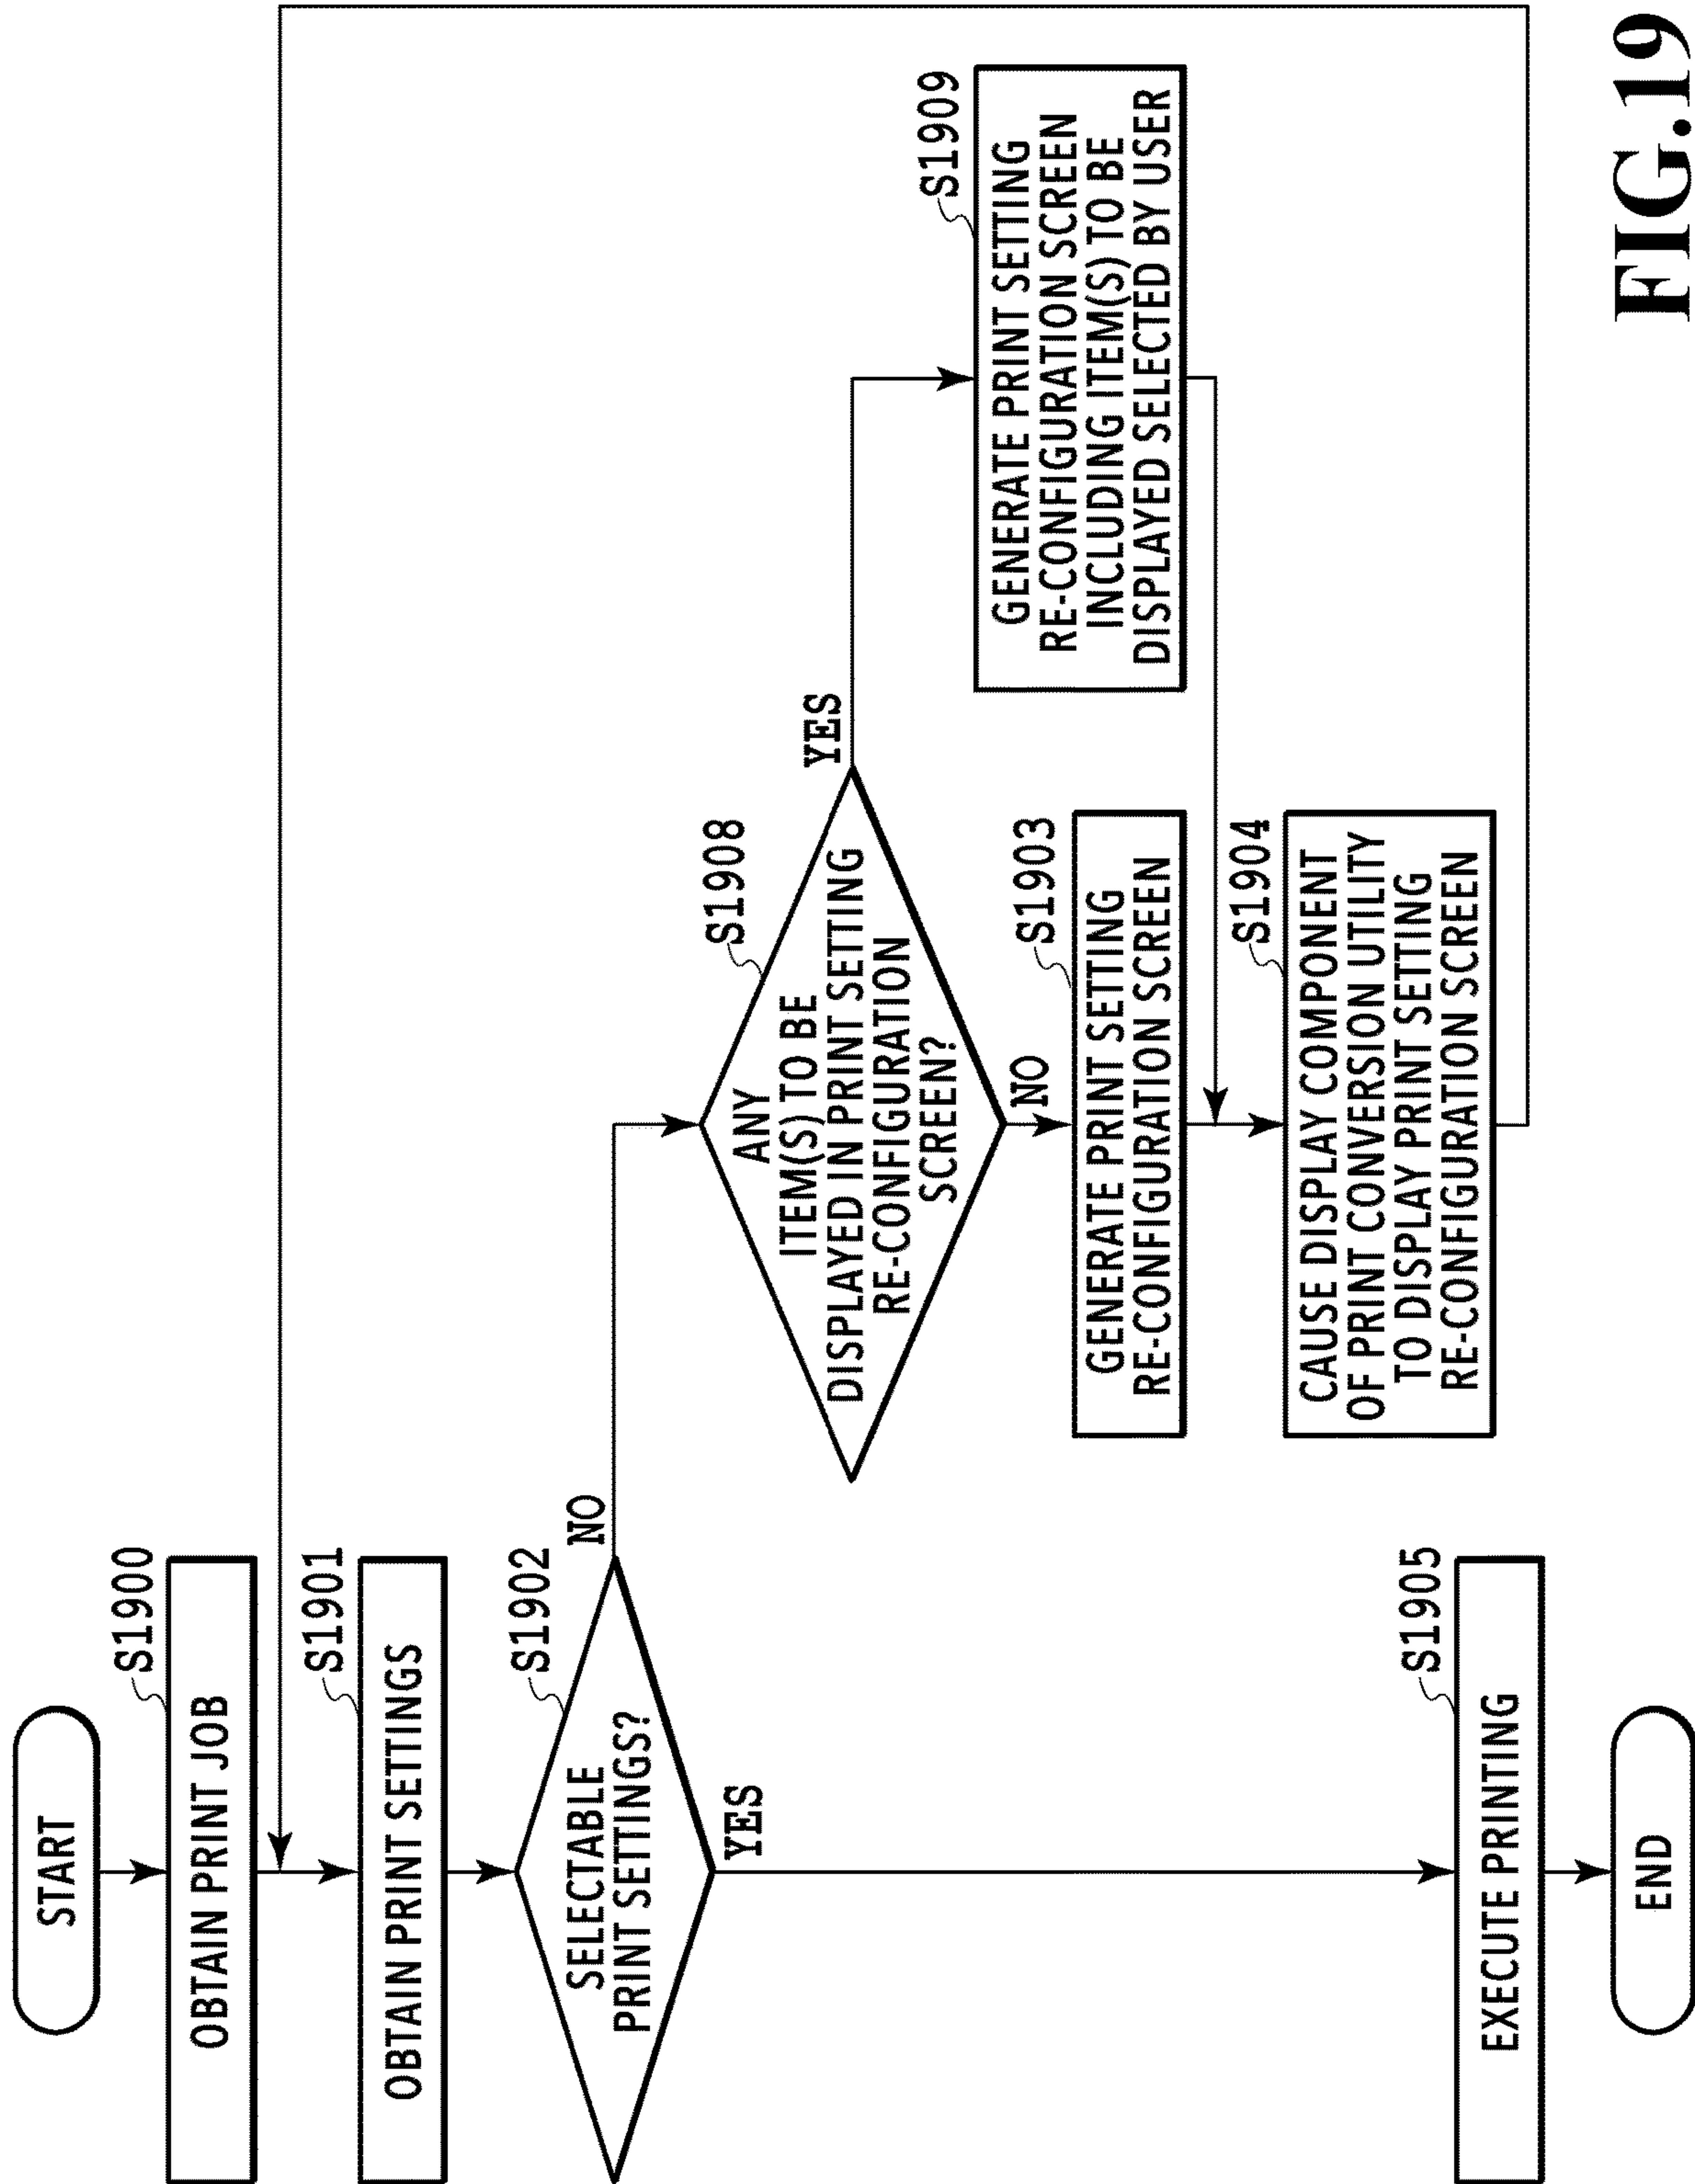 START
S1900
OBTAIN PRINT JOB
S1901
OBTAIN PRINT SETTINGS
S1902
SELECTABLE
PRINT SETTINGS?
NO
YES
S1908
ANY
ITEM(S) TO BE
DISPLAYED IN PRINT SETTING
RE-CONFIGURATION
SCREEN?
YES
NO
S1909
GENERATE PRINT SETTING
RE-CONFIGURATION SCREEN
INCLUDING ITEM(S) TO BE
DISPLAYED SELECTED BY USER
S1903
GENERATE PRINT SETTING
RE-CONFIGURATION SCREEN
S1904
CAUSE DISPLAY COMPONENT
OF PRINT CONVERSION UTILITY
TO DISPLAY PRINT SETTING
RE-CONFIGURATION SCREEN
S1905
EXECUTE PRINTING
END
FIG.19